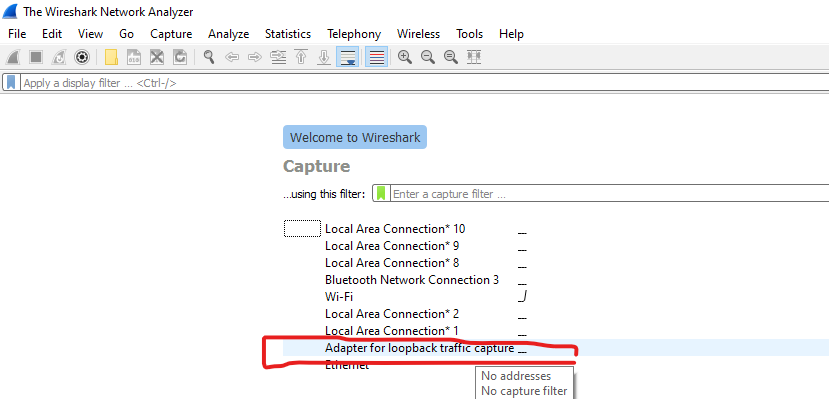 The Wireshark Network Analyzer
File Edit View Go Capture Analyze Statistics Telephony Wireless Tools Help
Apply a display filter ... <Ctrl-/>
Welcome to Wireshark
Capture
...using this filter: Enter a capture filter ...
Local Area Connection* 10
Local Area Connection* 9
Local Area Connection* 8
Bluetooth Network Connection 3
Wi-Fi
Local Area Connection* 2
Local Area Connection* 1
Adapter for loopback traffic capture
Ethernet
No addresses
No capture filter